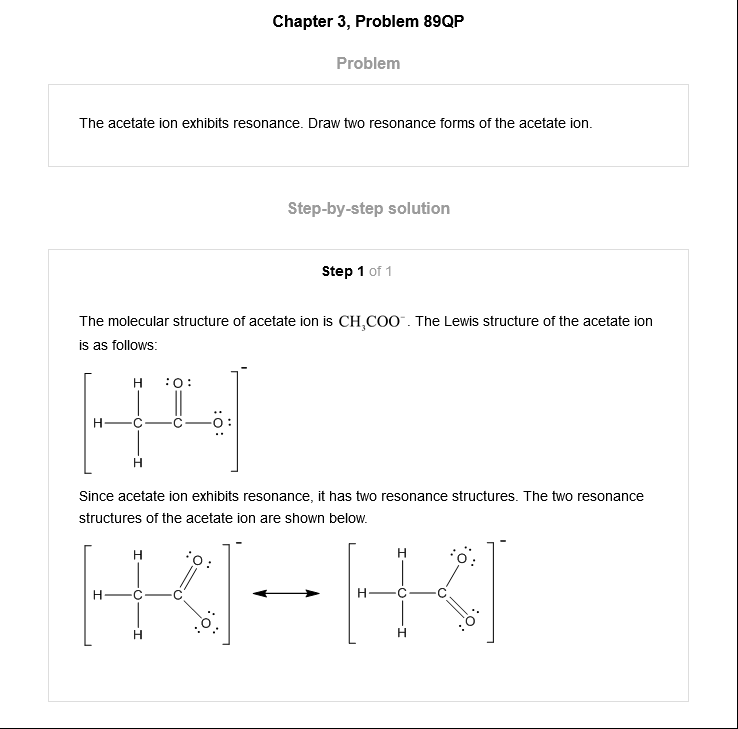 Chapter 3, Problem 89QP
Problem
The acetate ion exhibits resonance. Draw two resonance forms of the acetate ion.
Step-by-step solution
Step 1 of 1
The molecular structure of acetate ion is CH₃COO⁻. The Lewis structure of the acetate ion
is as follows:
H :O: -
H C C O:
H
Since acetate ion exhibits resonance, it has two resonance structures. The two resonance
structures of the acetate ion are shown below.
H O - H O -
H C C H C C
H O H O